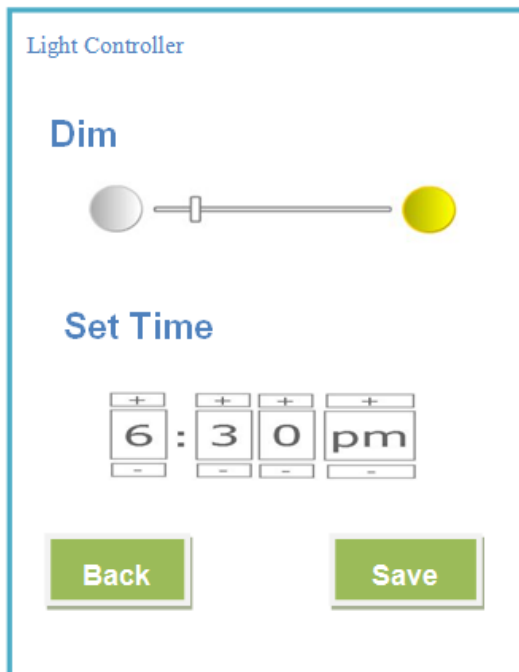 Light Controller
Dim
Set Time
+ + + +
6 : 3 0 pm
- - - -
Back Save